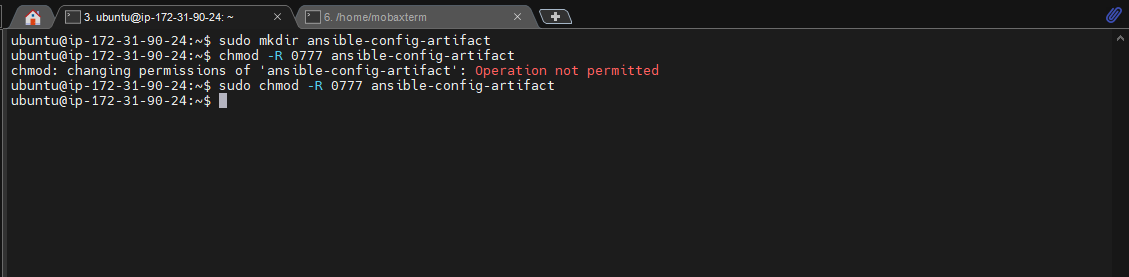 3. ubuntu@ip-172-31-90-24: ~
6. /home/mobaxterm
ubuntu@ip-172-31-90-24:~$ sudo mkdir ansible-config-artifact
ubuntu@ip-172-31-90-24:~$ chmod -R 0777 ansible-config-artifact
chmod: changing permissions of 'ansible-config-artifact': Operation not permitted
ubuntu@ip-172-31-90-24:~$ sudo chmod -R 0777 ansible-config-artifact
ubuntu@ip-172-31-90-24:~$